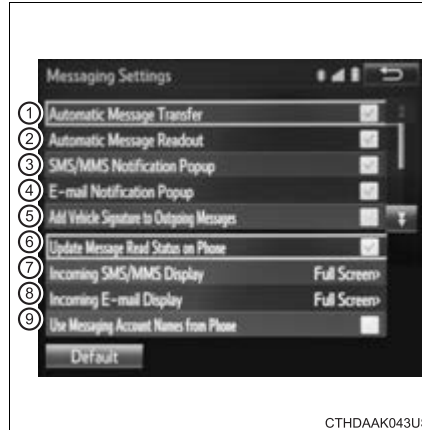 Messaging Settings
① Automatic Message Transfer
② Automatic Message Readout
③ SMS/MMS Notification Popup
④ E-mail Notification Popup
⑤ Add Vehicle Signature to Outgoing Messages
⑥ Update Message Read Status on Phone
⑦ Incoming SMS/MMS Display Full Screen>
⑧ Incoming E-mail Display Full Screen>
⑨ Use Messaging Account Names from Phone
Default
CTHDAAK043US